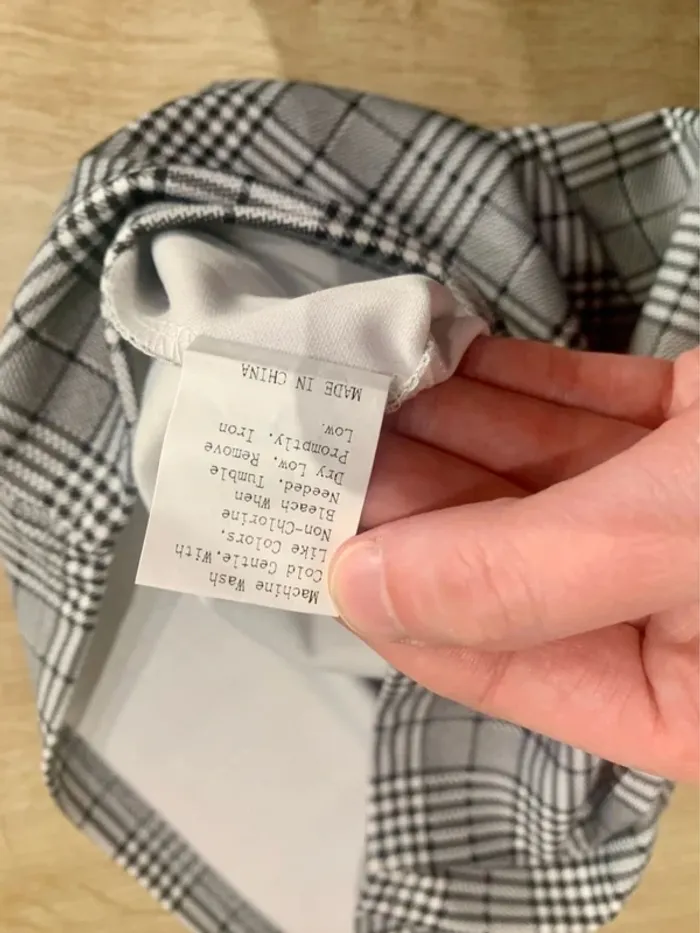 Machine Wash
Cold Gentle.With
Like Colors.
Non-Chlorine
Bleach When
Needed. Tumble
Dry Low. Remove
Promptly. Iron
Low.
MADE IN CHINA